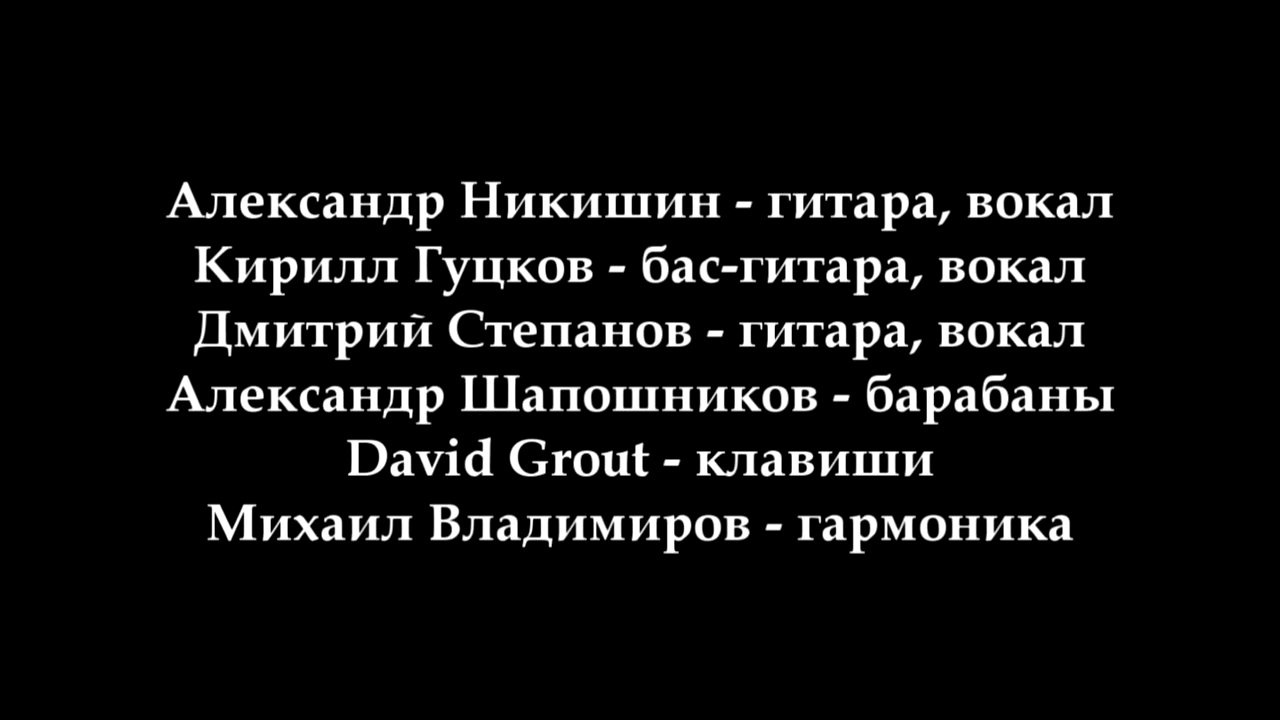 Александр Никишин - гитара, вокал
Кирилл Гуцков - бас-гитара, вокал
Дмитрий Степанов - гитара, вокал
Александр Шапошников - барабаны
David Grout - клавиши
Михаил Владимиров - гармоника